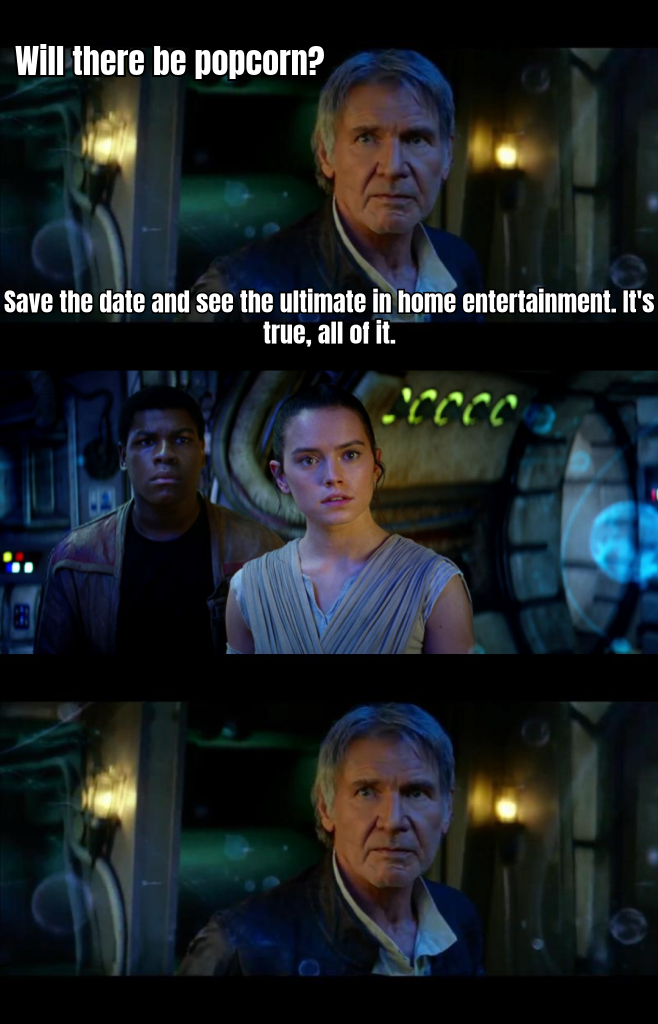 Will there be popcorn?
Save the date and see the ultimate in home entertainment. It's
true, all of it.